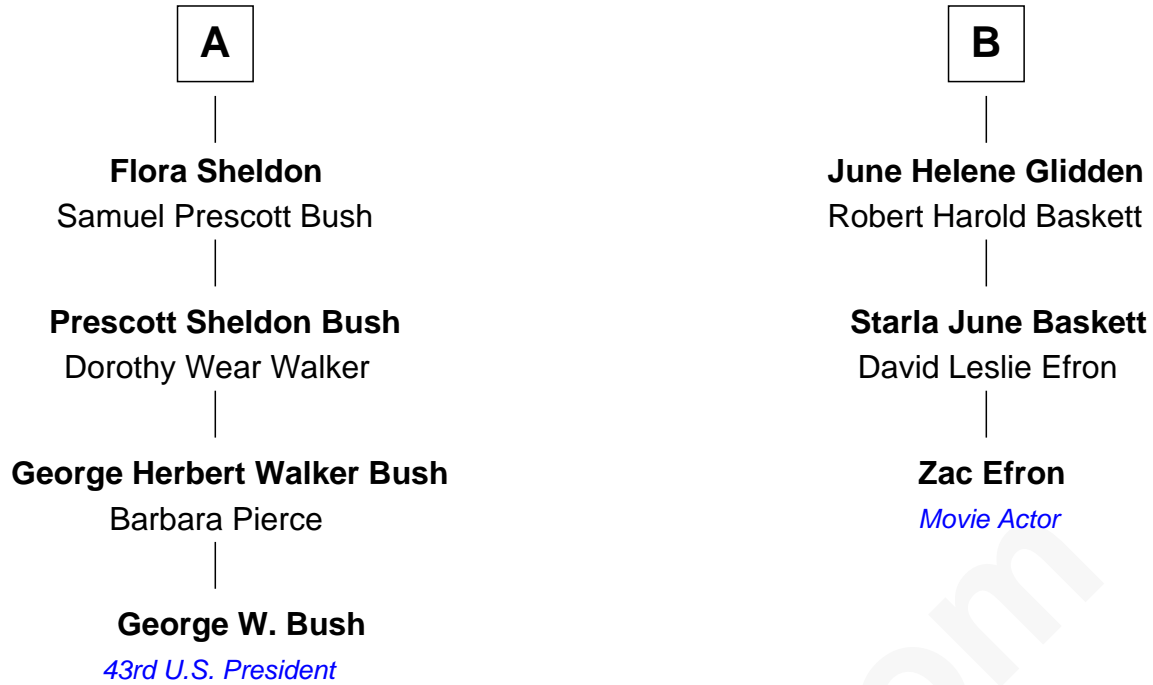 A
Flora Sheldon
Samuel Prescott Bush
Prescott Sheldon Bush
Dorothy Wear Walker
George Herbert Walker Bush
Barbara Pierce
George W. Bush
43rd U.S. President
B
June Helene Glidden
Robert Harold Baskett
Starla June Baskett
David Leslie Efron
Zac Efron
Movie Actor
om